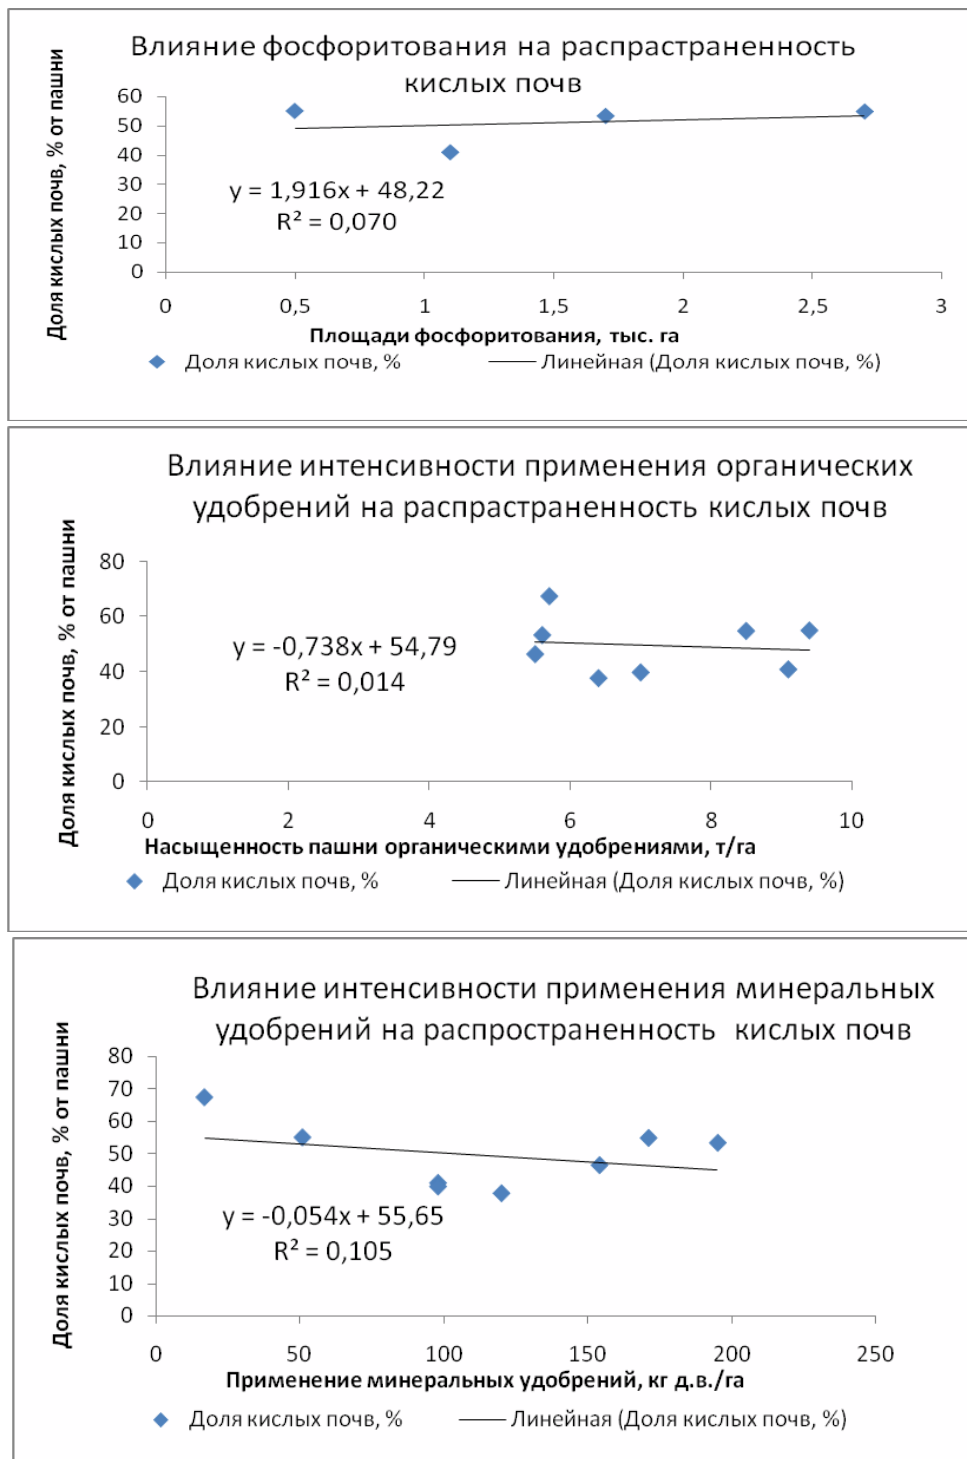 Влияние фосфоритования на распрастраненность
кислых почв
Доля кислых почв, % от пашни
60
50
40
30
20
10
0
y = 1,916x + 48,22
R² = 0,070
0 0,5 1 1,5 2 2,5 3
Площади фосфоритования, тыс. га
Доля кислых почв, % Линейная (Доля кислых почв, %)
Влияние интенсивности применения органических
удобрений на распрастраненность кислых почв
Доля кислых почв, % от пашни
80
60
40
20
0
y = -0,738x + 54,79
R² = 0,014
0 2 4 6 8 10
Насыщенность пашни органическими удобрениями, т/га
Доля кислых почв, % Линейная (Доля кислых почв, %)
Влияние интенсивности применения минеральных
удобрений на распространенность кислых почв
Доля кислых почв, % от пашни
80
70
60
50
40
30
20
10
0
y = -0,054x + 55,65
R² = 0,105
0 50 100 150 200 250
Применение минеральных удобрений, кг д.в./га
Доля кислых почв, % Линейная (Доля кислых почв, %)